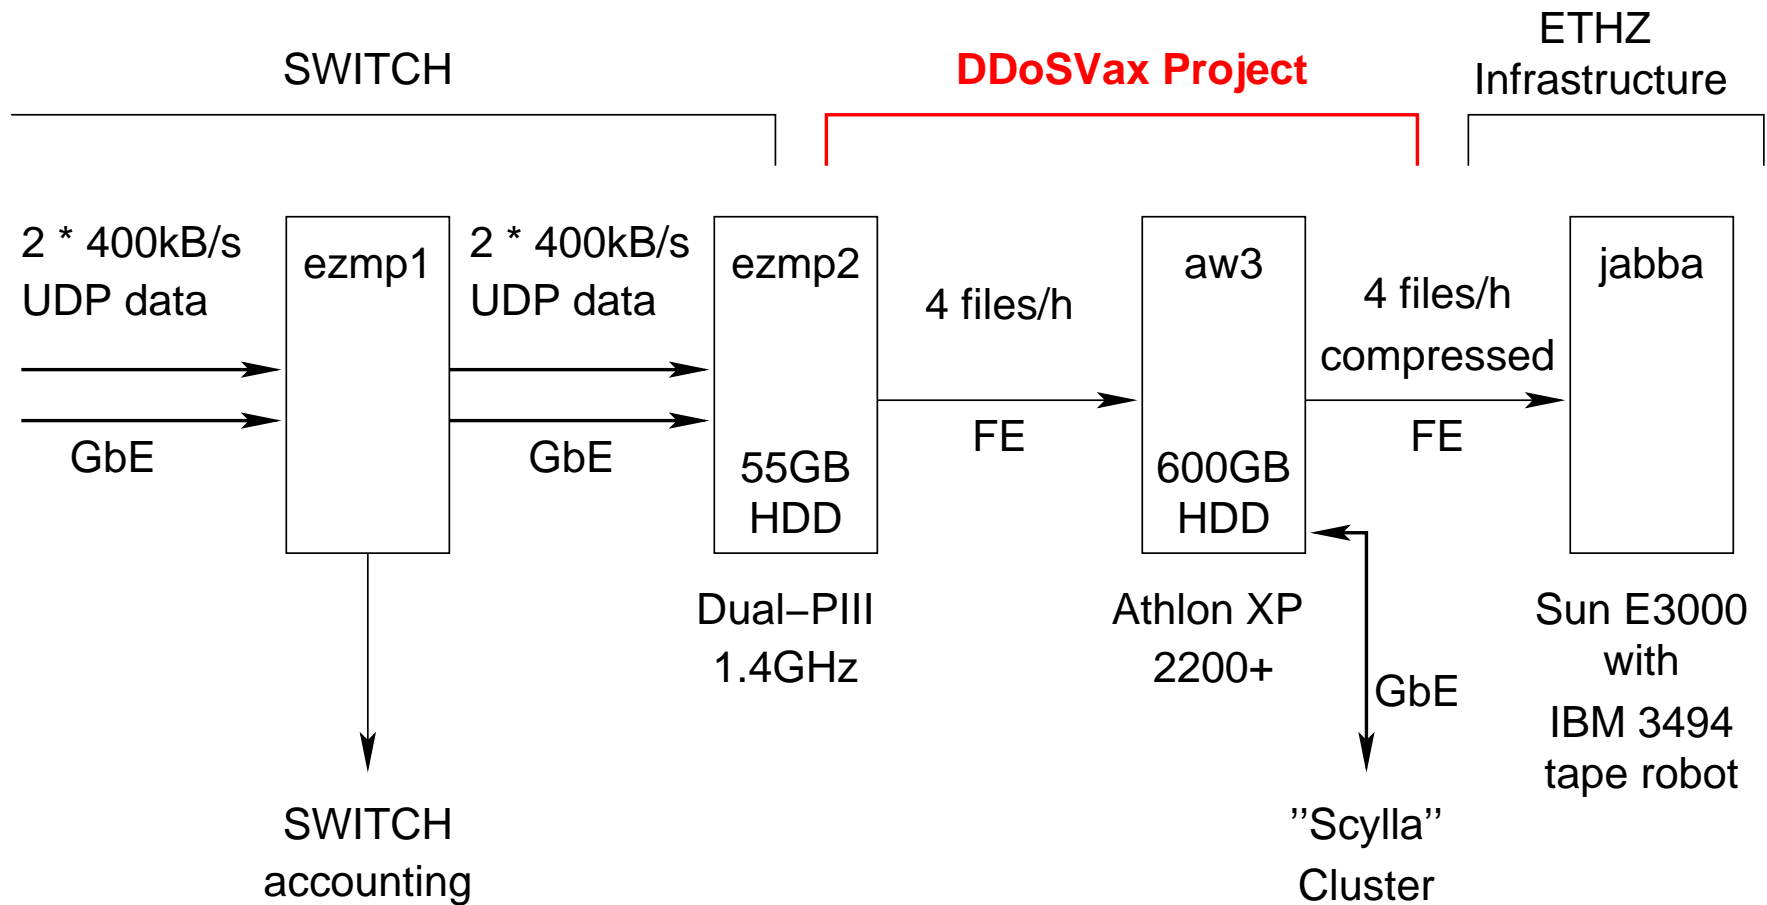 SWITCH
DDoSVax Project
ETHZ
Infrastructure
2 * 400kB/s
UDP data
GbE
ezmp1
2 * 400kB/s
UDP data
GbE
ezmp2
55GB
HDD
Dual−PIII
1.4GHz
4 files/h
FE
aw3
600GB
HDD
Athlon XP
2200+
4 files/h
compressed
FE
jabba
Sun E3000
with
IBM 3494
tape robot
GbE
SWITCH
accounting
’’Scylla’’
Cluster